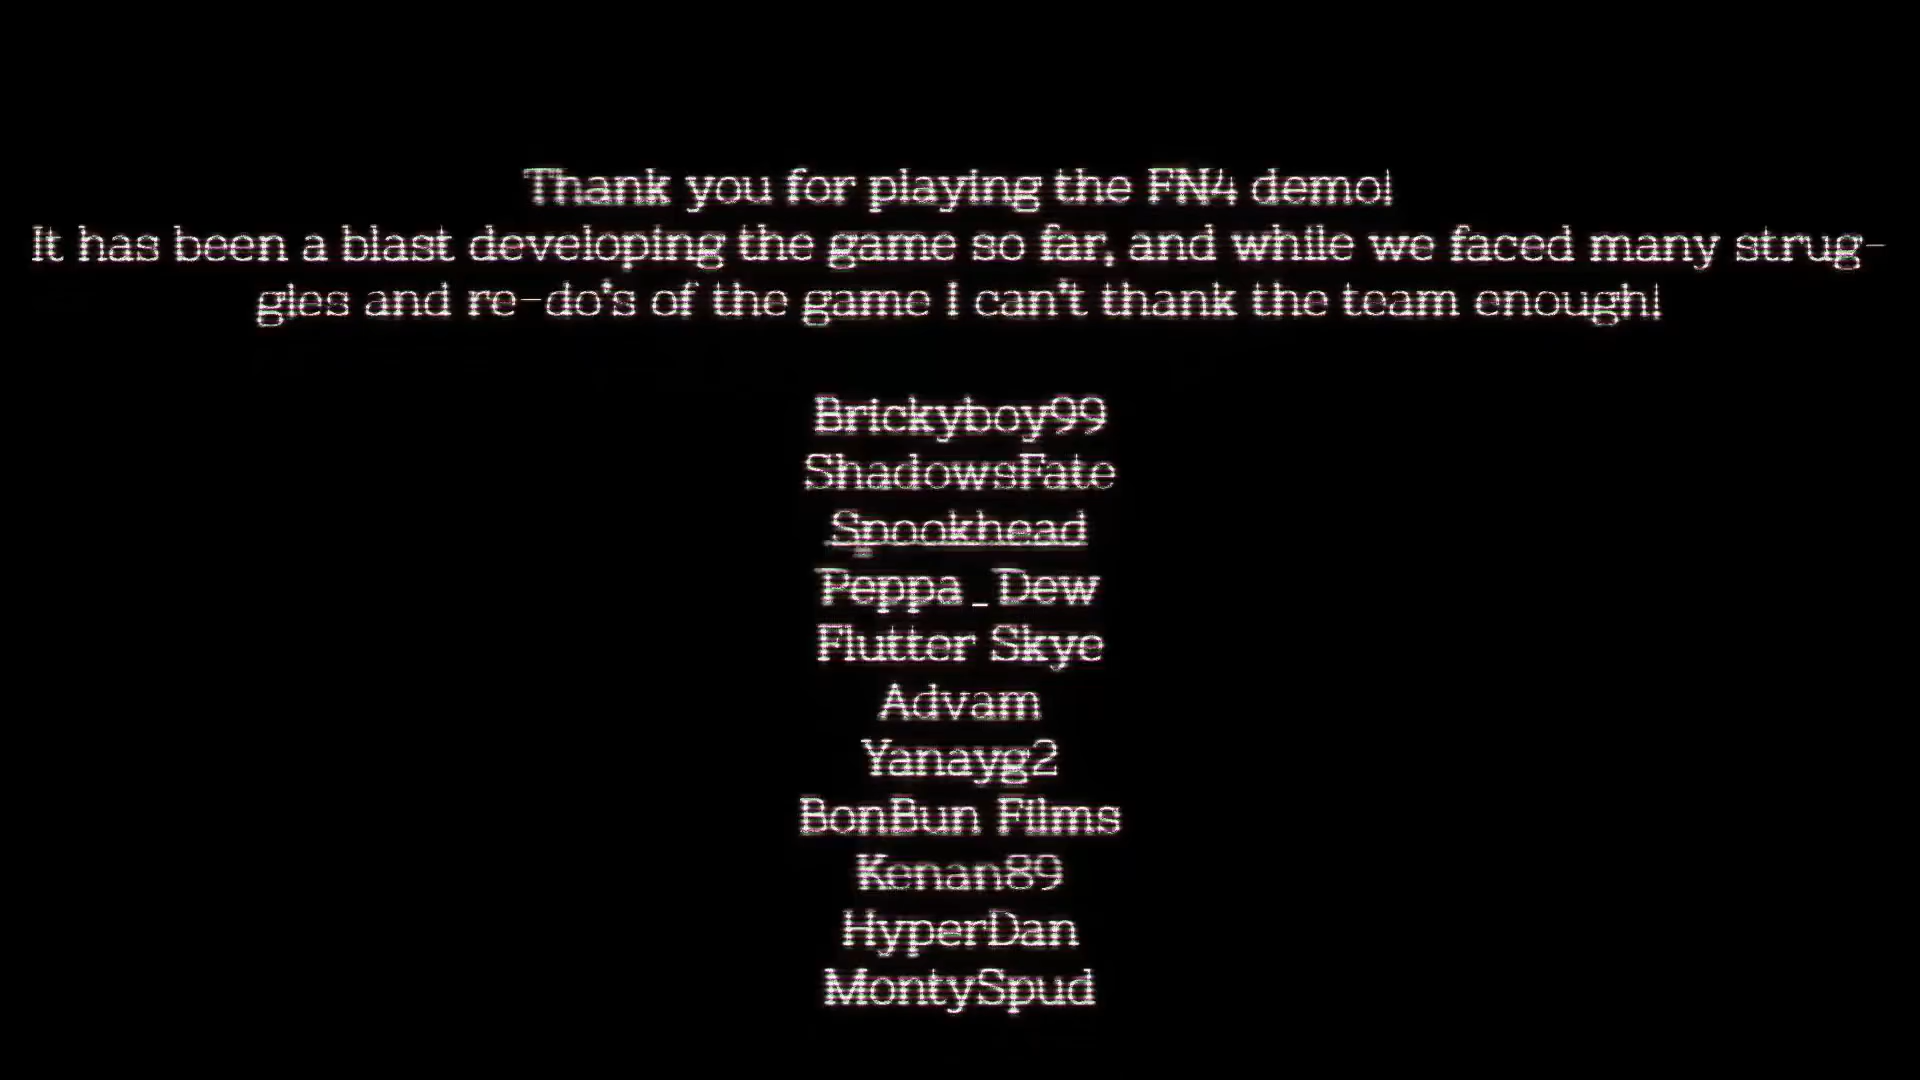 Thank you for playing the FN4 demo!
It has been a blast developing the game so far, and while we faced many strug-
gles and re-do's of the game I can't thank the team enough!
Brickyboy99
ShadowsFate
Spookhead
Peppa_Dew
Flutter Skye
Advam
Yanayg2
BonBun Films
Kenan89
HyperDan
MontySpud